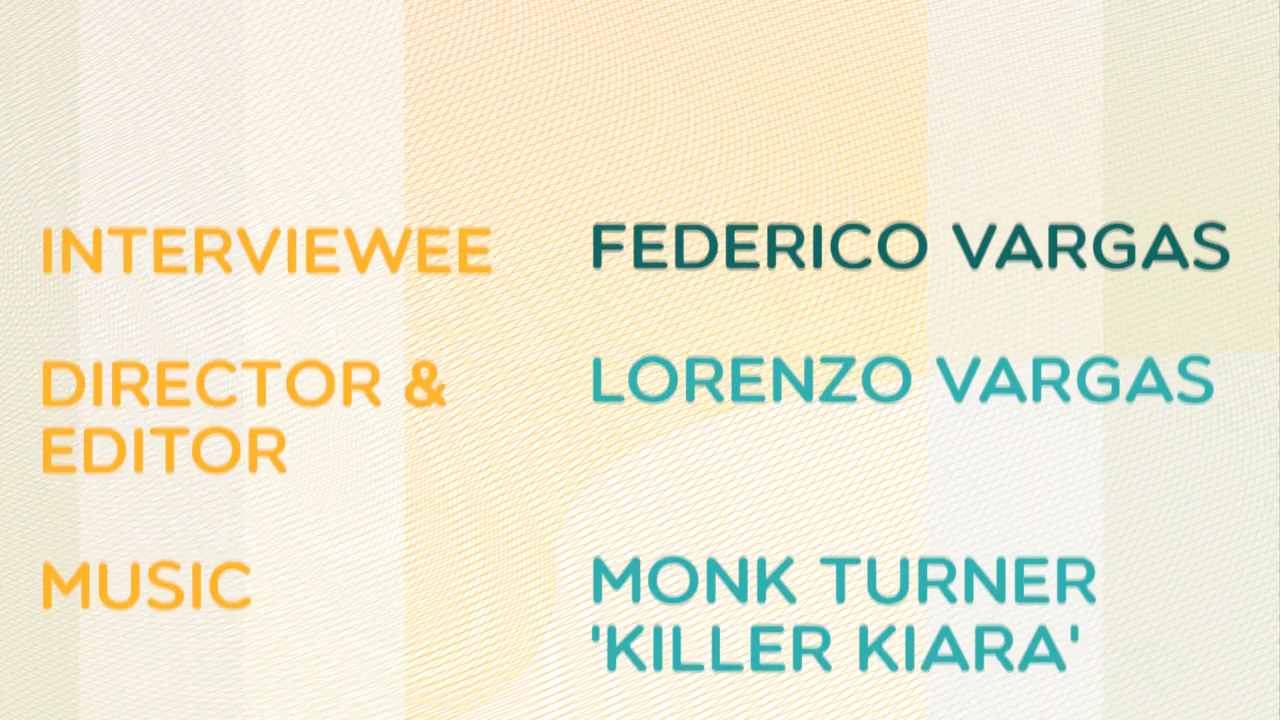 INTERVIEWEE FEDERICO VARGAS
DIRECTOR & LORENZO VARGAS
EDITOR
MUSIC MONK TURNER
'KILLER KIARA'